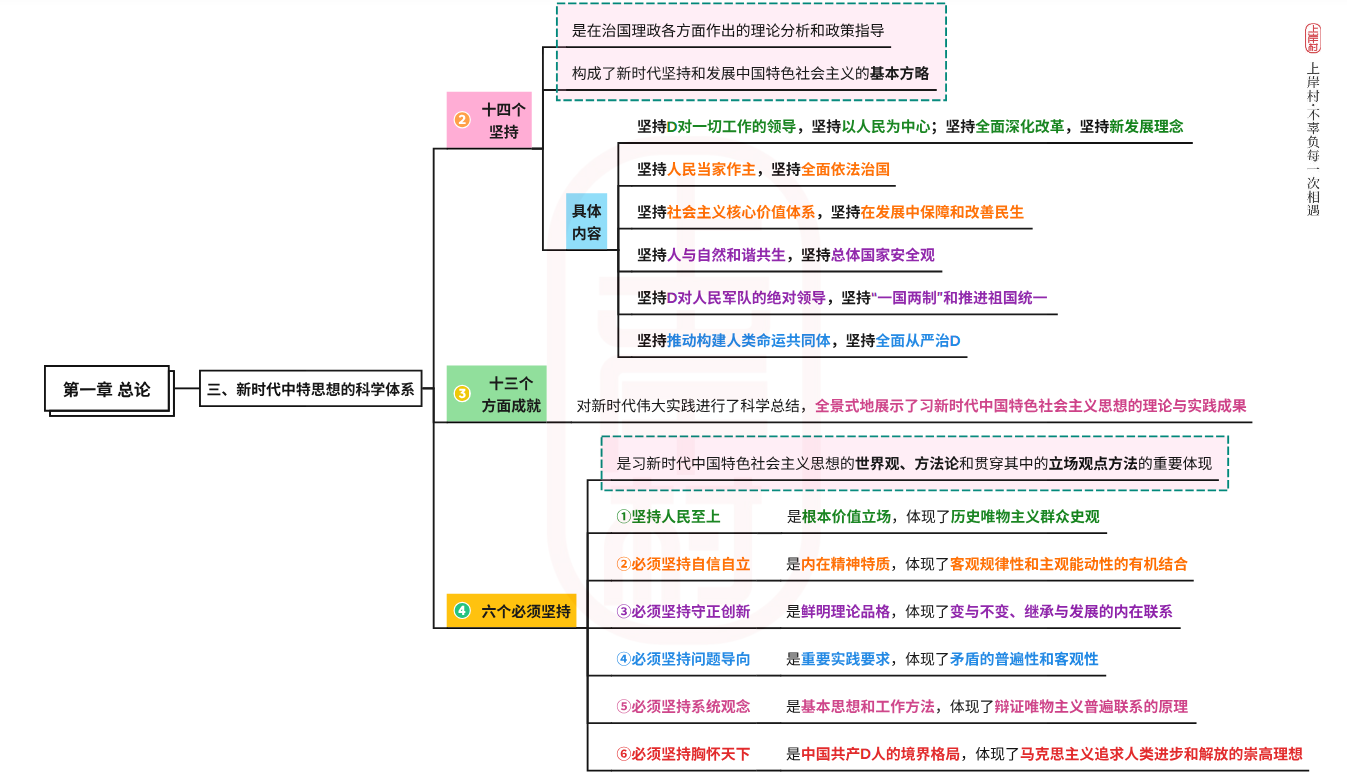 第一章 总论
三、新时代中特思想的科学体系
②
十四个
坚持
是在治国理政各方面作出的理论分析和政策指导
构成了新时代坚持和发展中国特色社会主义的基本方略
具体
内容
坚持D对一切工作的领导，坚持以人民为中心；坚持全面深化改革，坚持新发展理念
坚持人民当家作主，坚持全面依法治国
坚持社会主义核心价值体系，坚持在发展中保障和改善民生
坚持人与自然和谐共生，坚持总体国家安全观
坚持D对人民军队的绝对领导，坚持“一国两制”和推进祖国统一
坚持推动构建人类命运共同体，坚持全面从严治D
③
十三个
方面成就
对新时代伟大实践进行了科学总结，全景式地展示了习新时代中国特色社会主义思想的理论与实践成果
④
六个必须坚持
是习新时代中国特色社会主义思想的世界观、方法论和贯穿其中的立场观点方法的重要体现
①坚持人民至上 是根本价值立场，体现了历史唯物主义群众史观
②必须坚持自信自立 是内在精神特质，体现了客观规律性和主观能动性的有机结合
③必须坚持守正创新 是鲜明理论品格，体现了变与不变、继承与发展的内在联系
④必须坚持问题导向 是重要实践要求，体现了矛盾的普遍性和客观性
⑤必须坚持系统观念 是基本思想和工作方法，体现了辩证唯物主义普遍联系的原理
⑥必须坚持胸怀天下 是中国共产D人的境界格局，体现了马克思主义追求人类进步和解放的崇高理想
上岸村
上岸村·不辜负每一次相遇